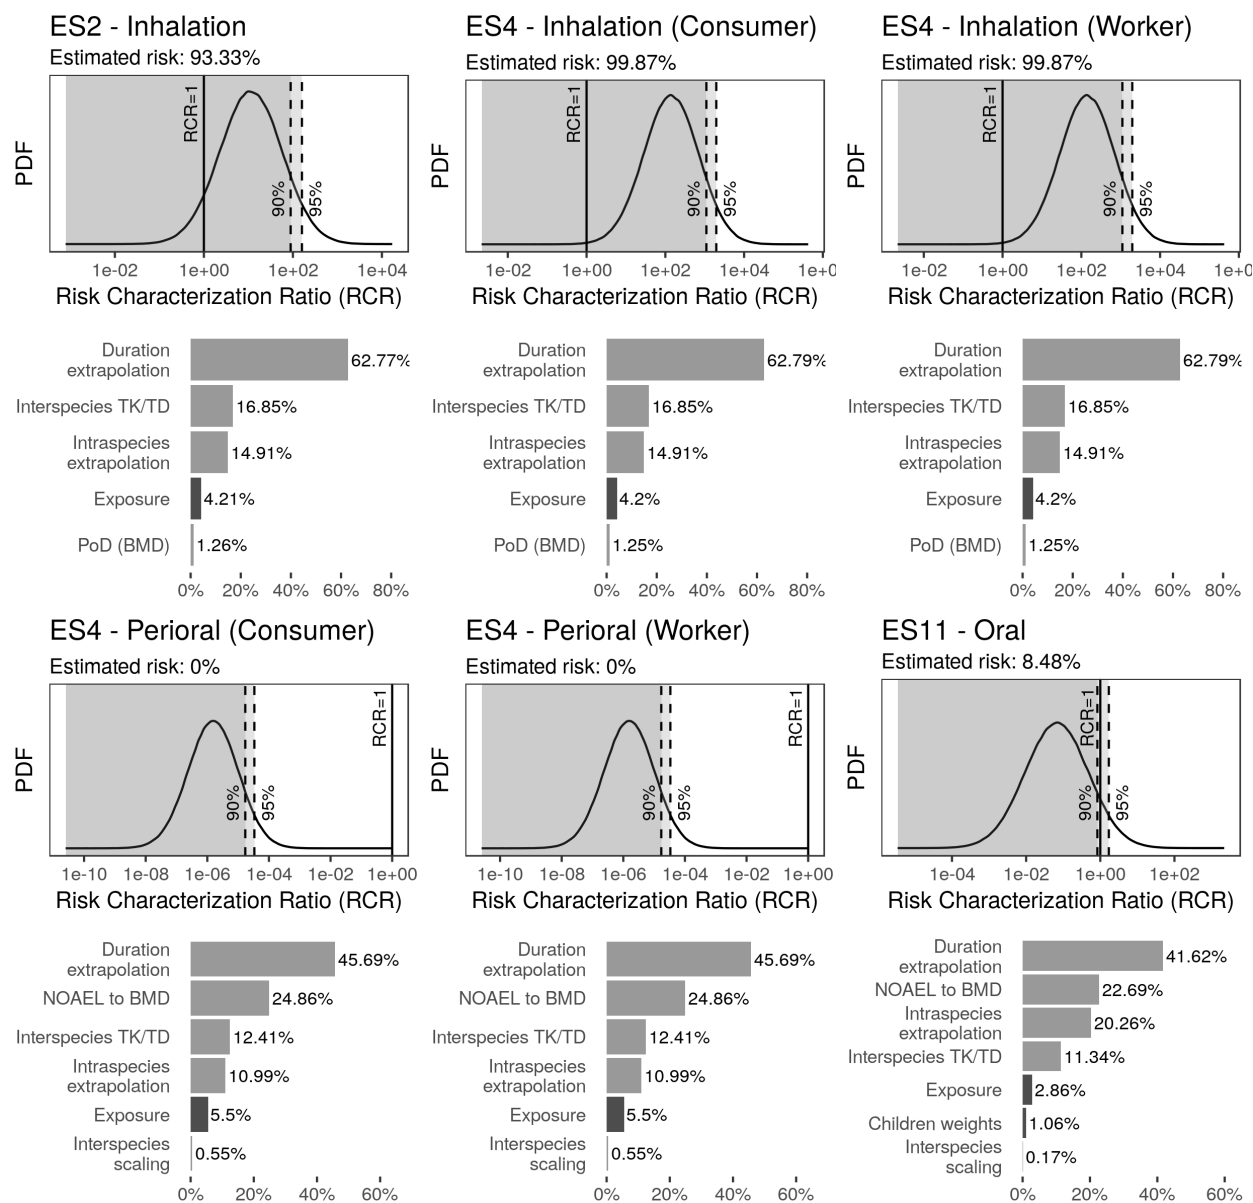 ES2 - Inhalation
Estimated risk: 93.33%
PDF
RCR=1
90%
95%
1e-02 1e+00 1e+02 1e+04
Risk Characterization Ratio (RCR)
Duration
extrapolation
62.77%
Interspecies TK/TD
16.85%
Intraspecies
extrapolation
14.91%
Exposure
4.21%
PoD (BMD)
1.26%
0% 20% 40% 60% 80%
ES4 - Inhalation (Consumer)
Estimated risk: 99.87%
PDF
RCR=1
90%
95%
1e-02 1e+00 1e+02 1e+04 1e+0
Risk Characterization Ratio (RCR)
Duration
extrapolation
62.79%
Interspecies TK/TD
16.85%
Intraspecies
extrapolation
14.91%
Exposure
4.2%
PoD (BMD)
1.25%
0% 20% 40% 60% 80%
ES4 - Inhalation (Worker)
Estimated risk: 99.87%
PDF
RCR=1
90%
95%
1e-02 1e+00 1e+02 1e+04 1e+0
Risk Characterization Ratio (RCR)
Duration
extrapolation
62.79%
Interspecies TK/TD
16.85%
Intraspecies
extrapolation
14.91%
Exposure
4.2%
PoD (BMD)
1.25%
0% 20% 40% 60% 80%
ES4 - Perioral (Consumer)
Estimated risk: 0%
PDF
RCR=1
90%
95%
1e-10 1e-08 1e-06 1e-04 1e-02 1e+00
Risk Characterization Ratio (RCR)
Duration
extrapolation
45.69%
NOAEL to BMD
24.86%
Interspecies TK/TD
12.41%
Intraspecies
extrapolation
10.99%
Exposure
5.5%
Interspecies
scaling
0.55%
0% 20% 40% 60%
ES4 - Perioral (Worker)
Estimated risk: 0%
PDF
RCR=1
90%
95%
1e-10 1e-08 1e-06 1e-04 1e-02 1e+00
Risk Characterization Ratio (RCR)
Duration
extrapolation
45.69%
NOAEL to BMD
24.86%
Interspecies TK/TD
12.41%
Intraspecies
extrapolation
10.99%
Exposure
5.5%
Interspecies
scaling
0.55%
0% 20% 40% 60%
ES11 - Oral
Estimated risk: 8.48%
PDF
RCR=1
90%
95%
1e-04 1e-02 1e+00 1e+02
Risk Characterization Ratio (RCR)
Duration
extrapolation
41.62%
NOAEL to BMD
22.69%
Intraspecies
extrapolation
20.26%
Interspecies TK/TD
11.34%
Exposure
2.86%
Children weights
1.06%
Interspecies
scaling
0.17%
0% 20% 40% 60%